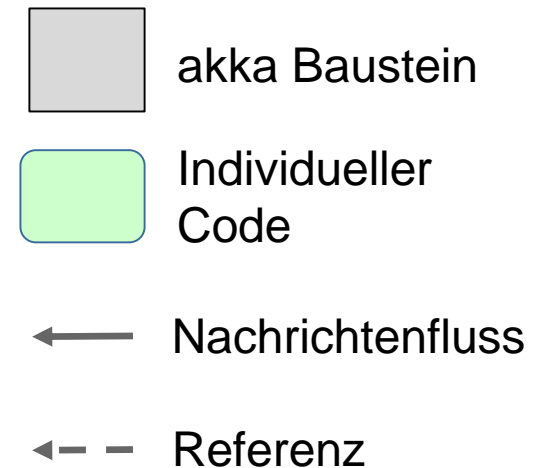 akka Baustein
Individueller
Code
Nachrichtenfluss
Referenz